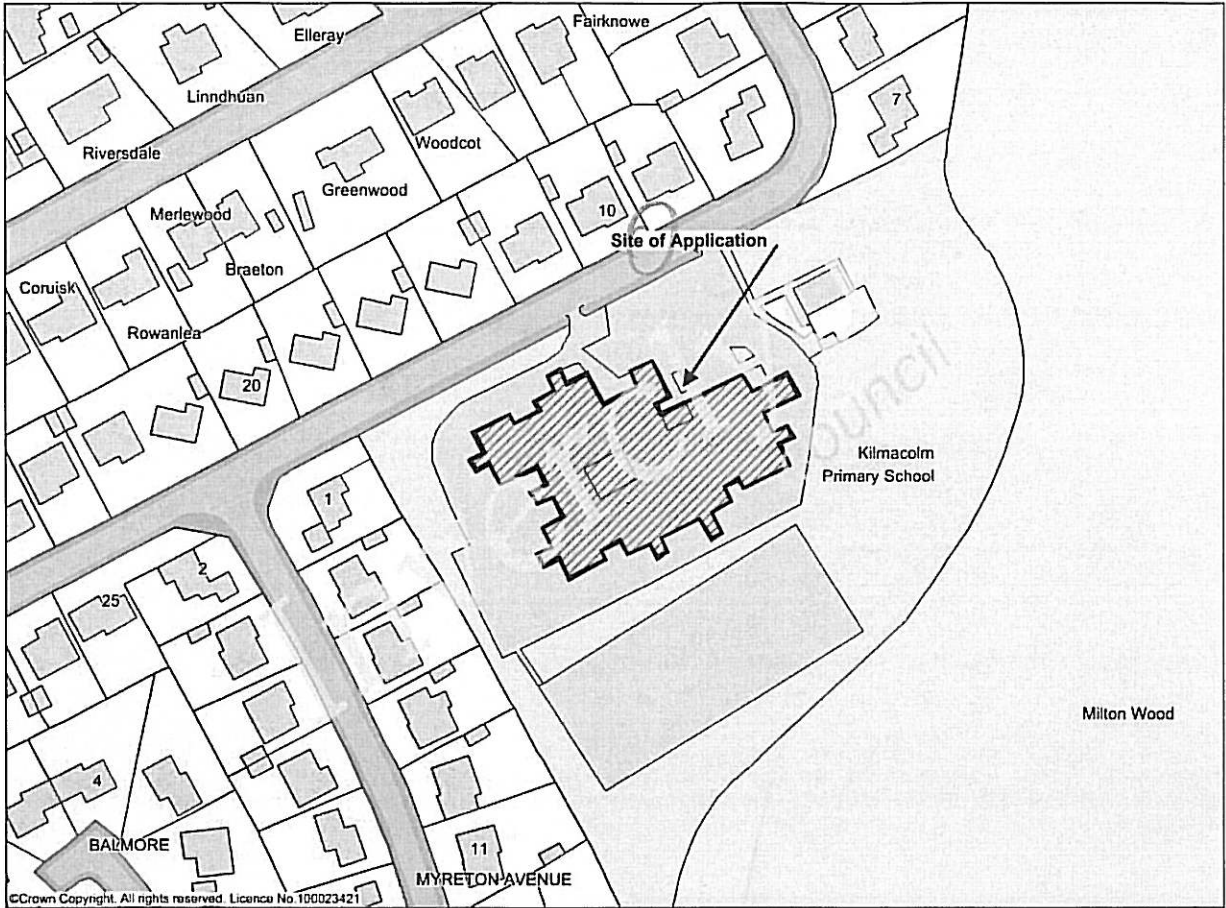 Fairknowe
Elleray
Linndhuan
7
Woodcot
Riversdale
Greenwood
10
Merlewood
Site of Application
Braeton
Coruisk
Rowanlea
20
Council
Kilmacolm
Primary School
1
2
25
Milton Wood
4
BALMORE
11
MYRETON AVENUE
©Crown Copyright. All rights reserved. Licence No.100023421